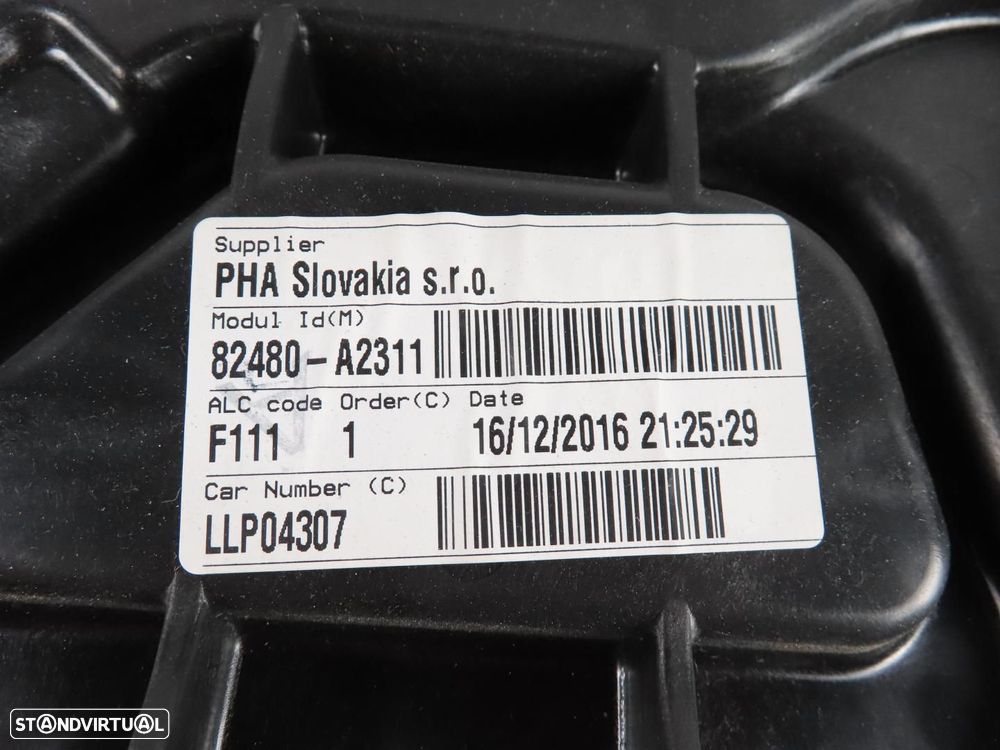 Supplier
PHA Slovakia s.r.o.
Modul Id(M)
82480-A2311
ALC code Order(C) Date
F111 1 16/12/2016 21:25:29
Car Number (C)
LLP04307
STANDVIRTUAL